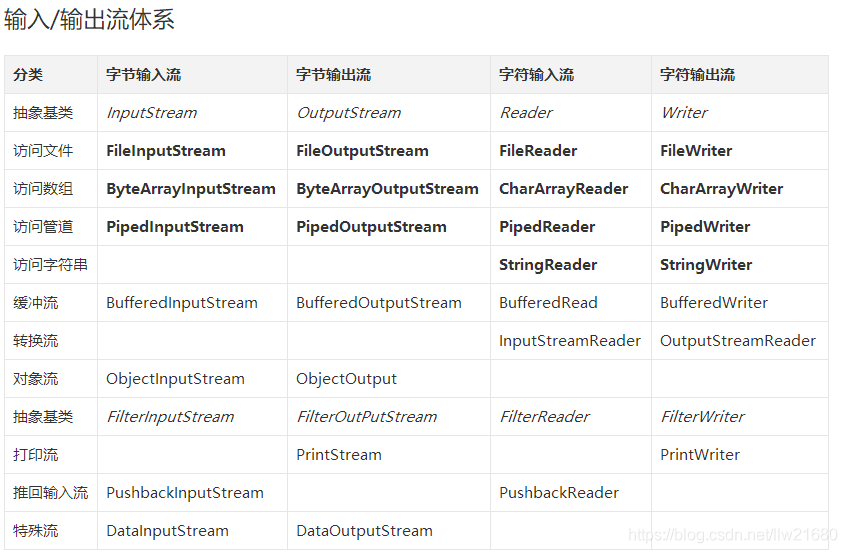 输入/输出流体系
分类 字节输入流 字节输出流 字符输入流 字符输出流
抽象基类 InputStream OutputStream Reader Writer
访问文件 FileInputStream FileOutputStream FileReader FileWriter
访问数组 ByteArrayInputStream ByteArrayOutputStream CharArrayReader CharArrayWriter
访问管道 PipedInputStream PipedOutputStream PipedReader PipedWriter
访问字符串 StringReader StringWriter
缓冲流 BufferedInputStream BufferedOutputStream BufferedRead BufferedWriter
转换流 InputStreamReader OutputStreamReader
对象流 ObjectInputStream ObjectOutput
抽象基类 FilterInputStream FilterOutPutStream FilterReader FilterWriter
打印流 PrintStream PrintWriter
推回输入流 PushbackInputStream PushbackReader
特殊流 DataInputStream DataOutputStream
https://blog.csdn.net/llw21680